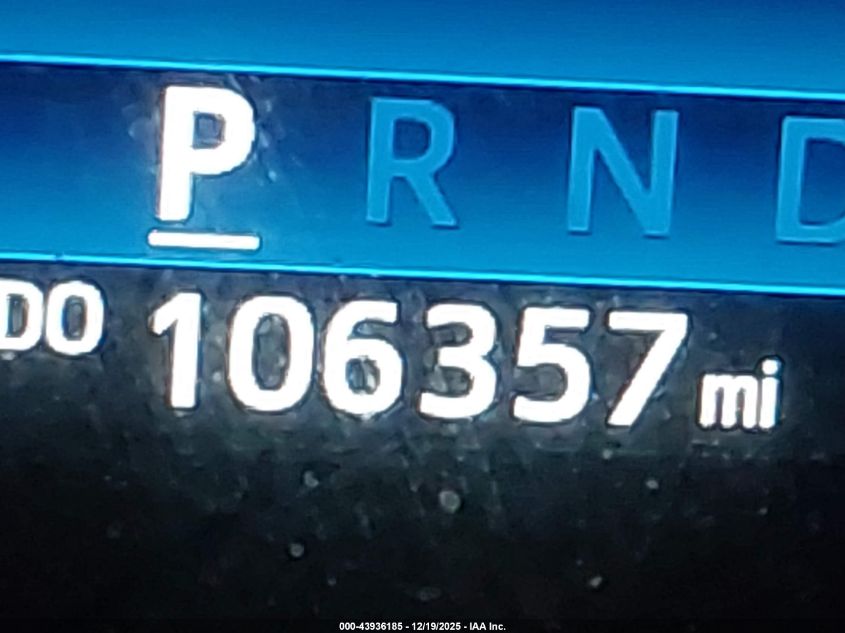 P R N D
DO 106357 mi
000-43936185 - 12/19/2025 - IAA Inc.